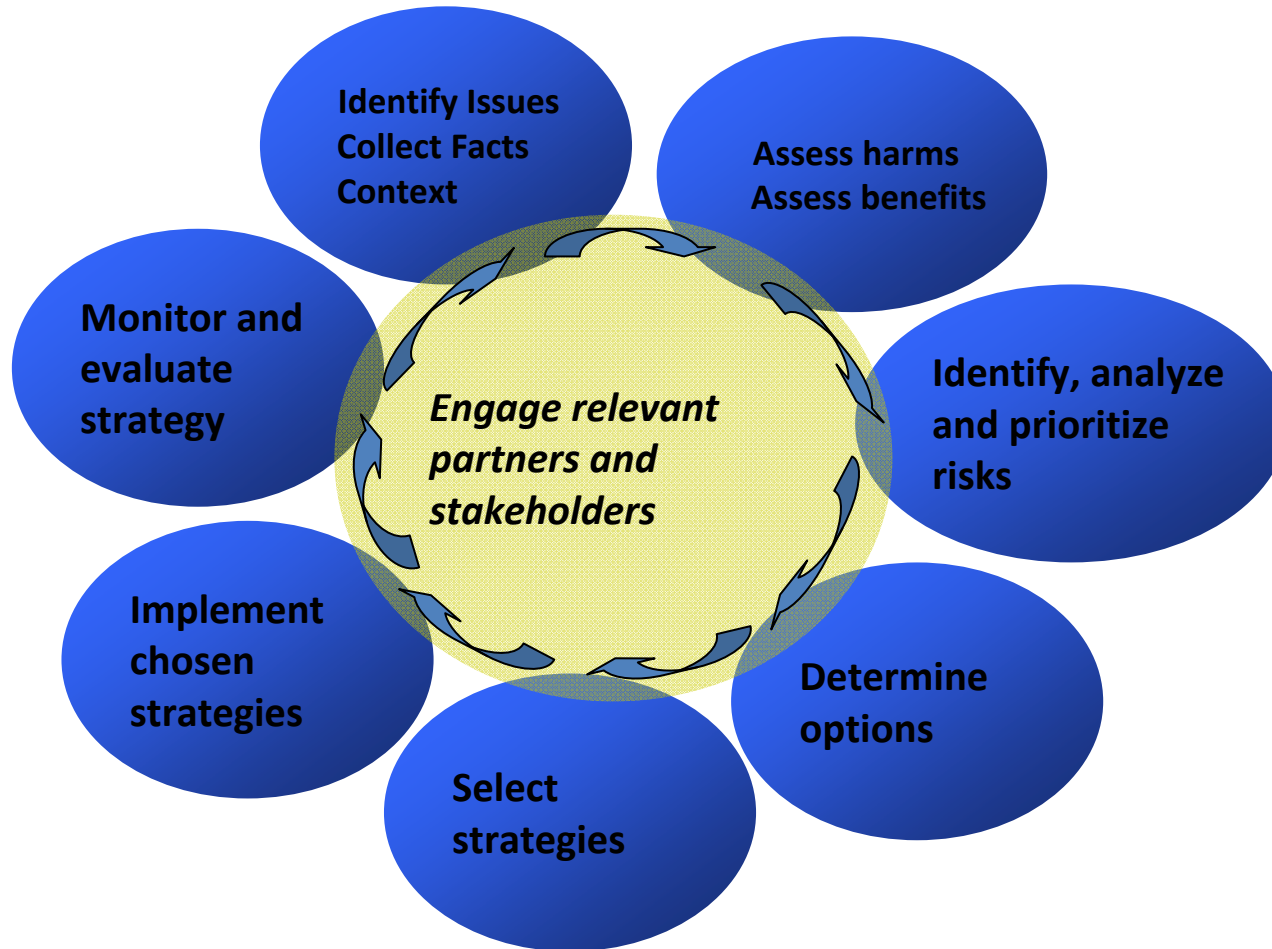 Identify Issues
Collect Facts
Context
Assess harms
Assess benefits
Identify, analyze
and prioritize
risks
Determine
options
Select
strategies
Implement
chosen
strategies
Monitor and
evaluate
strategy
Engage relevant
partners and
stakeholders